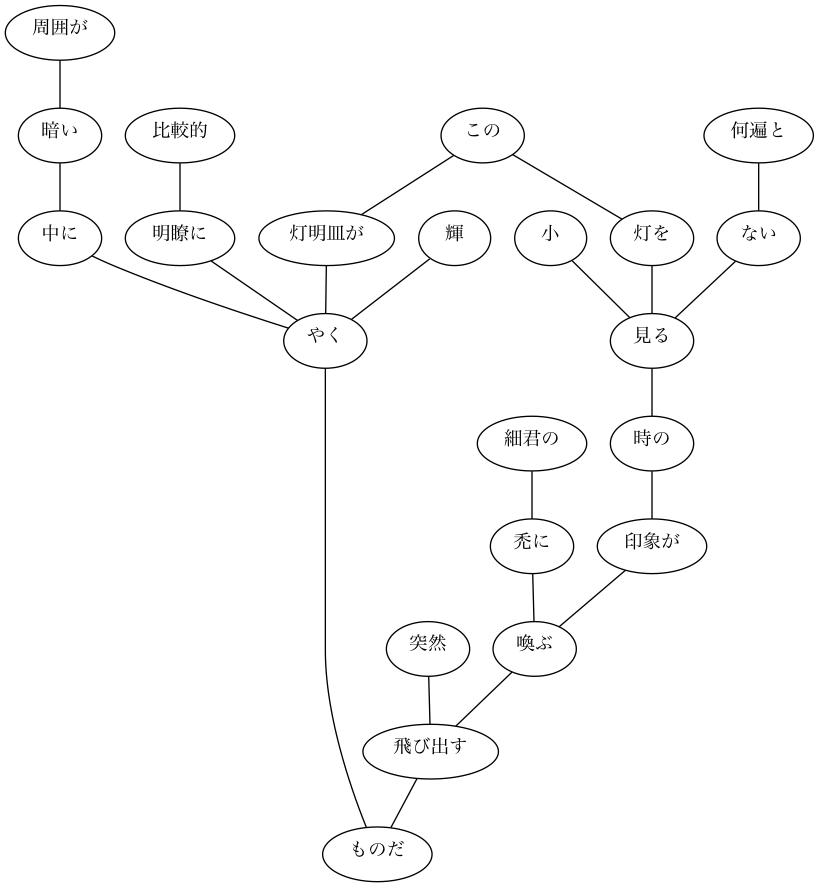 周囲が
暗い
比較的
この
何遍と
中に
明瞭に
灯明皿が
輝
小
灯を
ない
やく
見る
細君の
時の
禿に
印象が
突然
喚ぶ
飛び出す
ものだ